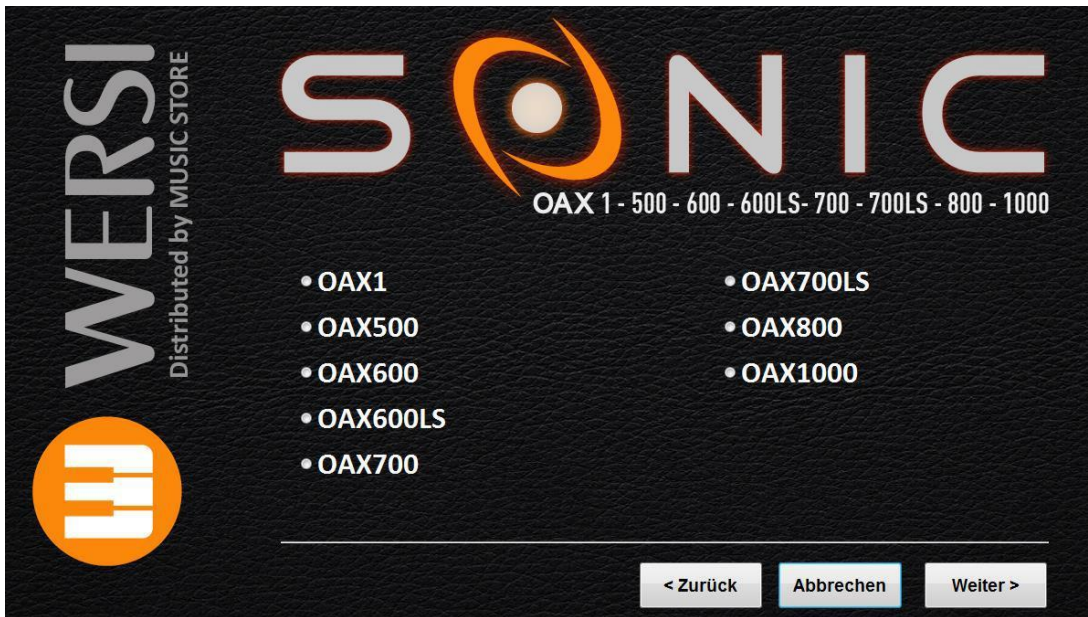 WERSI
Distributed by MUSIC STORE
SONIC
OAX 1 - 500 - 600 - 600LS- 700 - 700LS - 800 - 1000
OAX1
OAX500
OAX600
OAX600LS
OAX700
OAX700LS
OAX800
OAX1000
< Zurück
Abbrechen
Weiter >